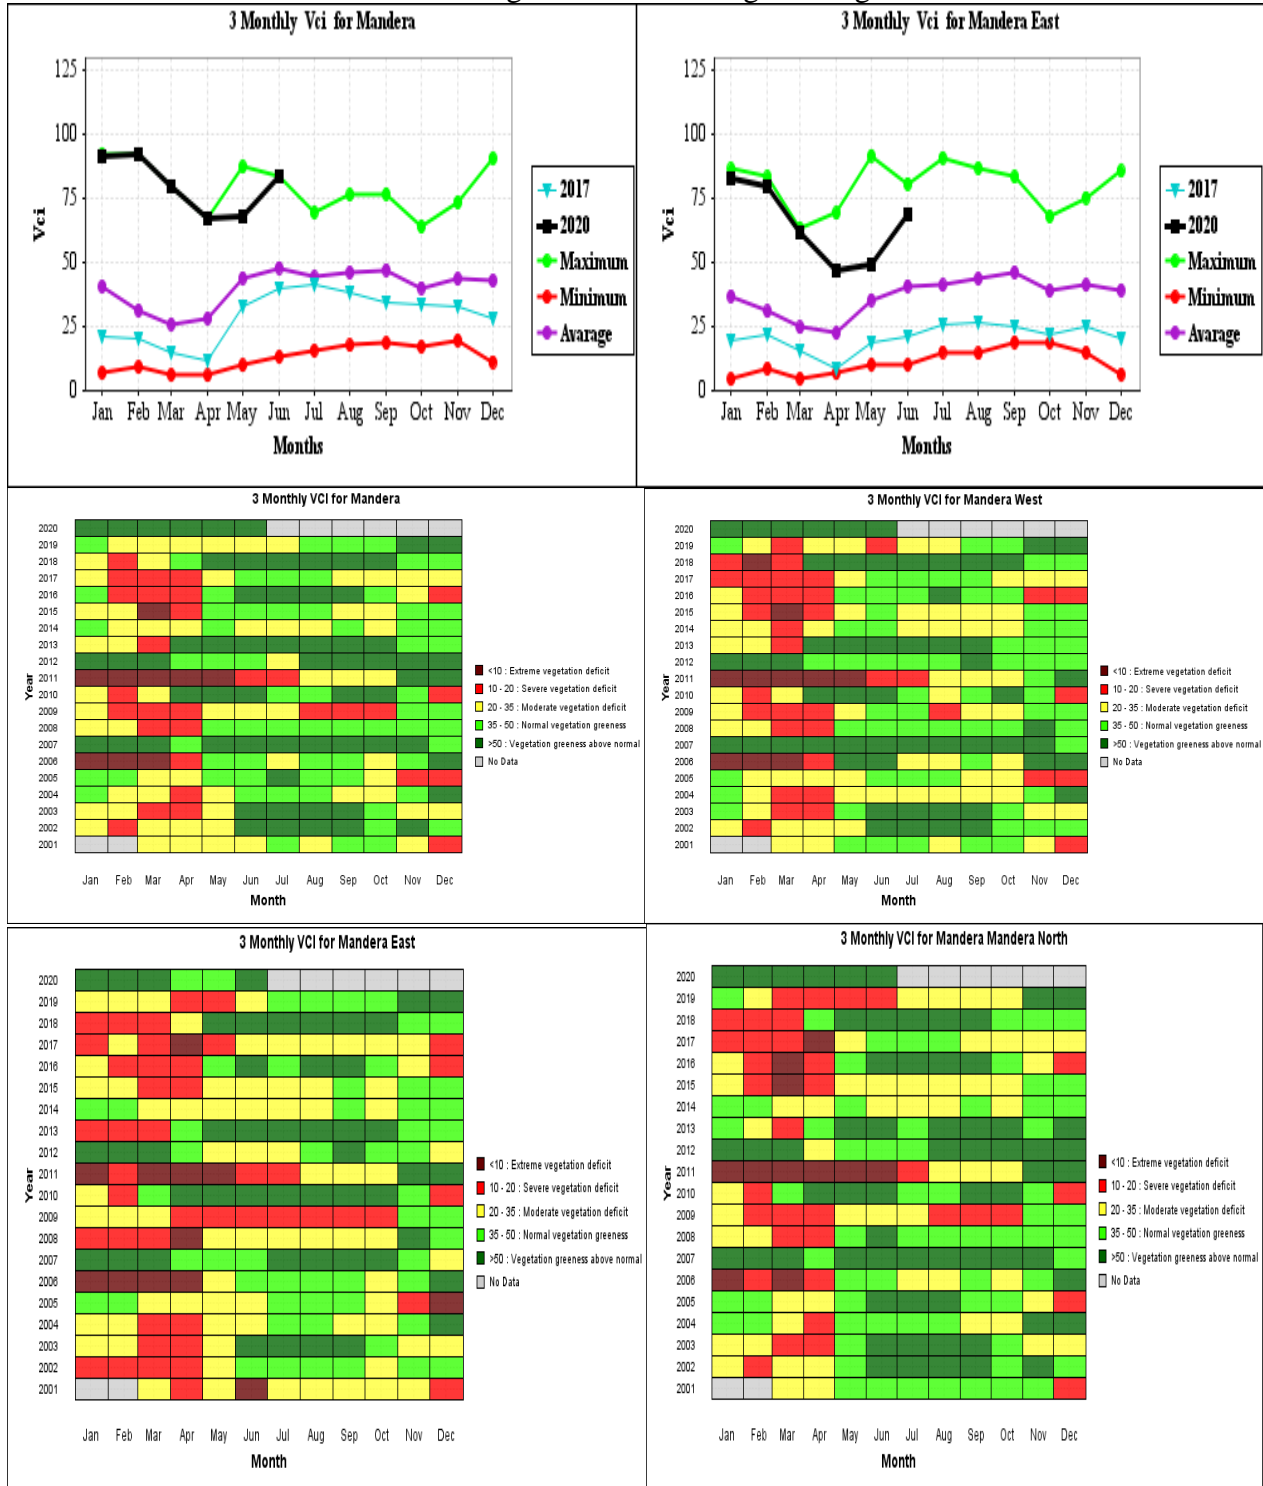 3 Monthly Vci for Mandera
125
100
75
50
25
0
Vci
Jan Feb Mar Apr May Jun Jul Aug Sep Oct Nov Dec
Months
2017
2020
Maximum
Minimum
Avarage
3 Monthly Vci for Mandera East
125
100
75
50
25
0
Vci
Jan Feb Mar Apr May Jun Jul Aug Sep Oct Nov Dec
Months
2017
2020
Maximum
Minimum
Avarage
3 Monthly VCI for Mandera
2020
2019
2018
2017
2016
2015
2014
2013
2012
2011
2010
2009
2008
2007
2006
2005
2004
2003
2002
2001
Year
Jan Feb Mar Apr May Jun Jul Aug Sep Oct Nov Dec
Month
<10 : Extreme vegetation deficit
10 - 20 : Severe vegetation deficit
20 - 35 : Moderate vegetation deficit
35 - 50 : Normal vegetation greeness
>50 : Vegetation greeness above normal
No Data
3 Monthly VCI for Mandera West
2020
2019
2018
2017
2016
2015
2014
2013
2012
2011
2010
2009
2008
2007
2006
2005
2004
2003
2002
2001
Year
Jan Feb Mar Apr May Jun Jul Aug Sep Oct Nov Dec
Month
<10 : Extreme vegetation deficit
10 - 20 : Severe vegetation deficit
20 - 35 : Moderate vegetation deficit
35 - 50 : Normal vegetation greeness
>50 : Vegetation greeness above normal
No Data
3 Monthly VCI for Mandera East
2020
2019
2018
2017
2016
2015
2014
2013
2012
2011
2010
2009
2008
2007
2006
2005
2004
2003
2002
2001
Year
Jan Feb Mar Apr May Jun Jul Aug Sep Oct Nov Dec
Month
<10 : Extreme vegetation deficit
10 - 20 : Severe vegetation deficit
20 - 35 : Moderate vegetation deficit
35 - 50 : Normal vegetation greeness
>50 : Vegetation greeness above normal
No Data
3 Monthly VCI for Mandera Mandera North
2020
2019
2018
2017
2016
2015
2014
2013
2012
2011
2010
2009
2008
2007
2006
2005
2004
2003
2002
2001
Year
Jan Feb Mar Apr May Jun Jul Aug Sep Oct Nov Dec
Month
<10 : Extreme vegetation deficit
10 - 20 : Severe vegetation deficit
20 - 35 : Moderate vegetation deficit
35 - 50 : Normal vegetation greeness
>50 : Vegetation greeness above normal
No Data